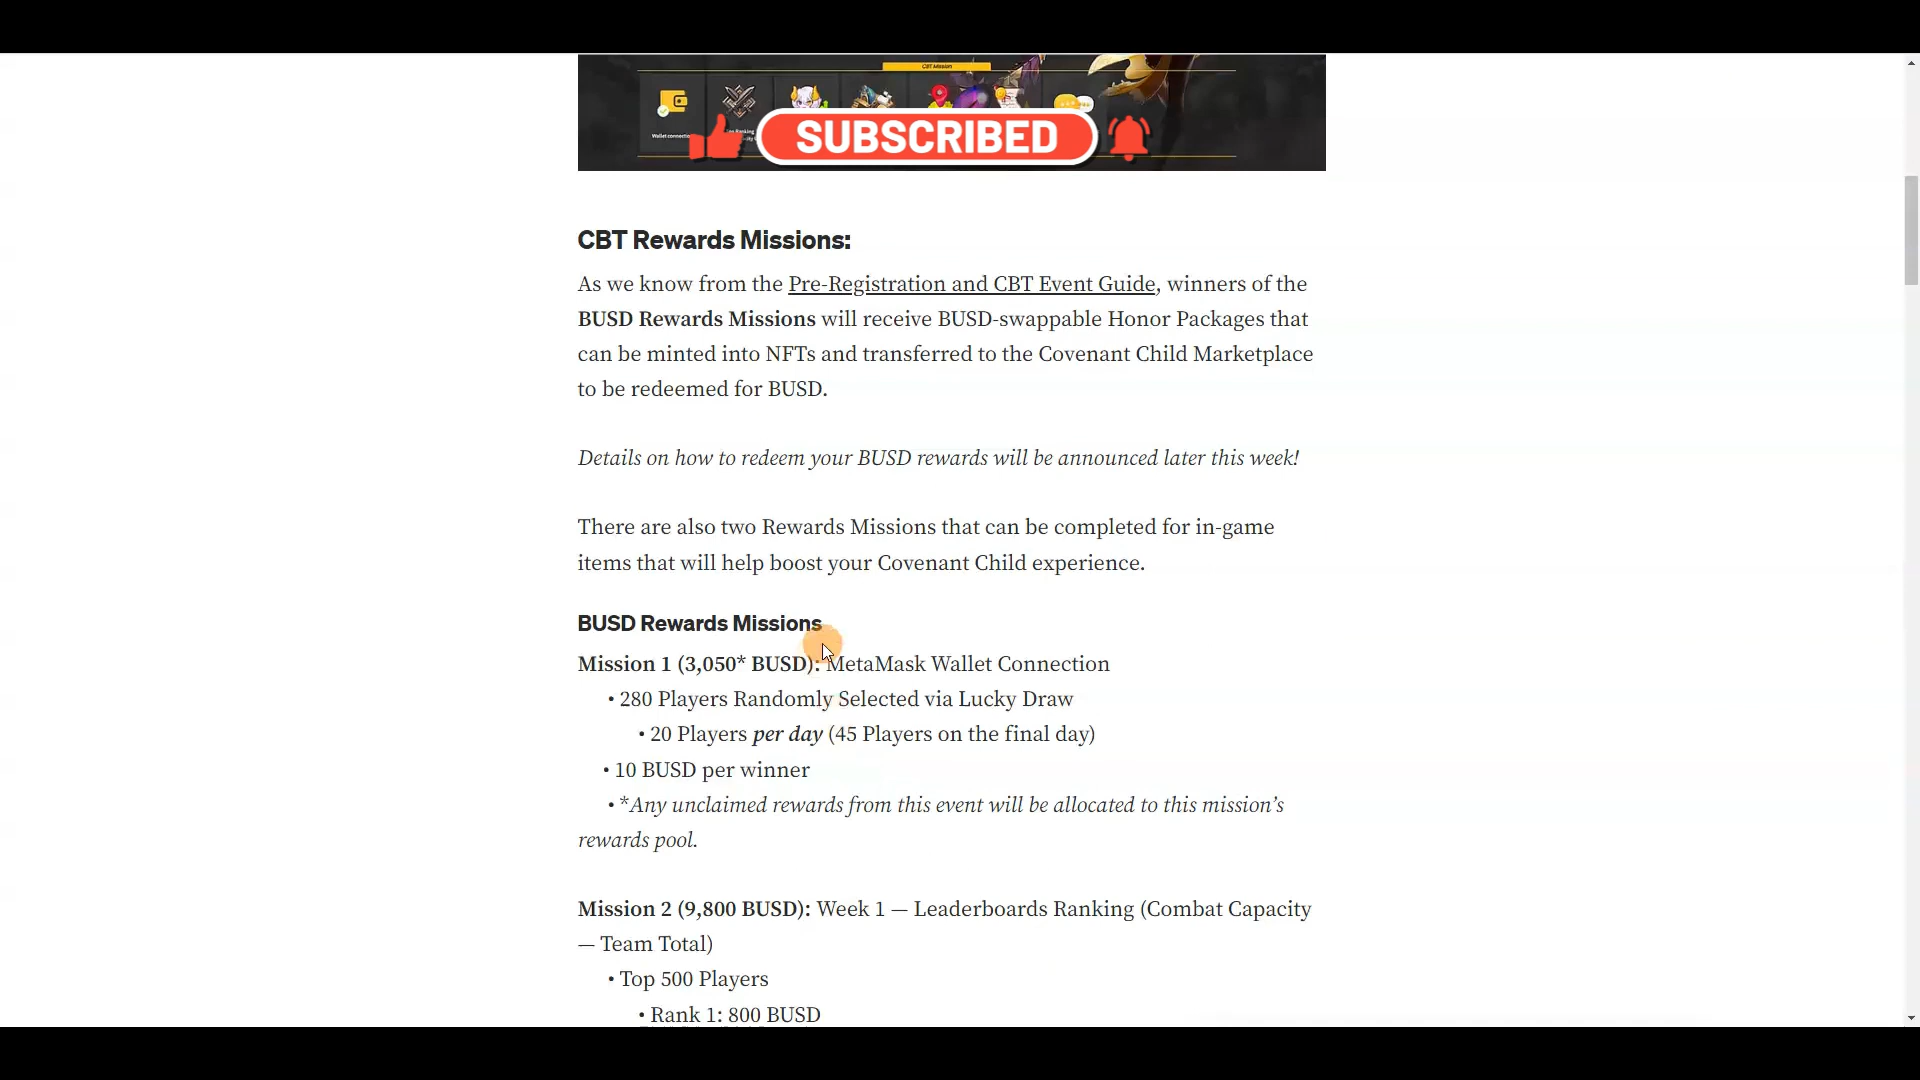 CBT Mission
Wallet connection
SUBSCRIBED
CBT Rewards Missions:
As we know from the Pre-Registration and CBT Event Guide, winners of the
BUSD Rewards Missions will receive BUSD-swappable Honor Packages that
can be minted into NFTs and transferred to the Covenant Child Marketplace
to be redeemed for BUSD.
Details on how to redeem your BUSD rewards will be announced later this week!
There are also two Rewards Missions that can be completed for in-game
items that will help boost your Covenant Child experience.
BUSD Rewards Missions
Mission 1 (3,050* BUSD): MetaMask Wallet Connection
• 280 Players Randomly Selected via Lucky Draw
• 20 Players per day (45 Players on the final day)
• 10 BUSD per winner
• *Any unclaimed rewards from this event will be allocated to this mission’s
rewards pool.
Mission 2 (9,800 BUSD): Week 1 — Leaderboards Ranking (Combat Capacity
— Team Total)
• Top 500 Players
• Rank 1: 800 BUSD